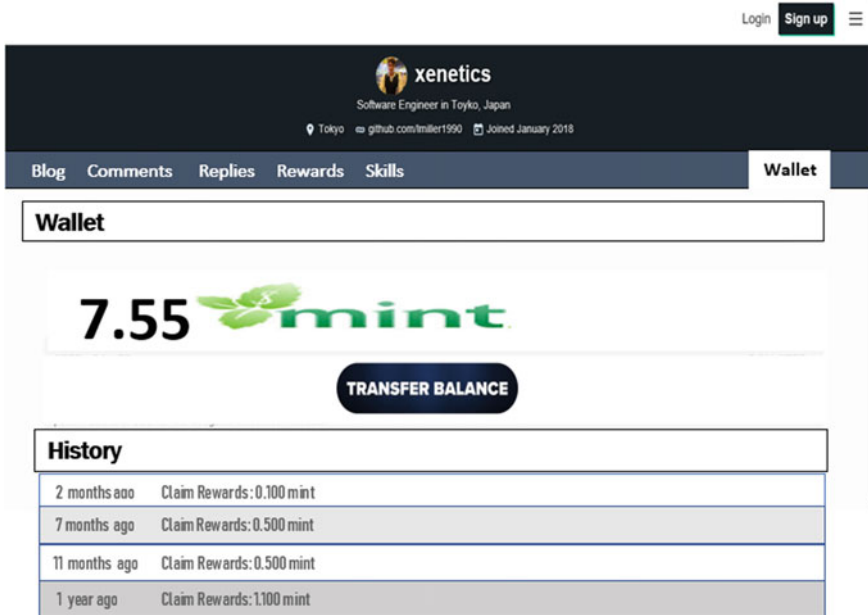 Login Sign up
xenetics
Software Engineer in Toyko, Japan
Tokyo github.com/lmiller1990 Joined January 2018
Blog Comments Replies Rewards Skills Wallet
Wallet
7.55 mint
TRANSFER BALANCE
History
2 months ago Claim Rewards: 0.100 mint
7 months ago Claim Rewards: 0.500 mint
11 months ago Claim Rewards: 0.500 mint
1 year ago Claim Rewards: 1.100 mint